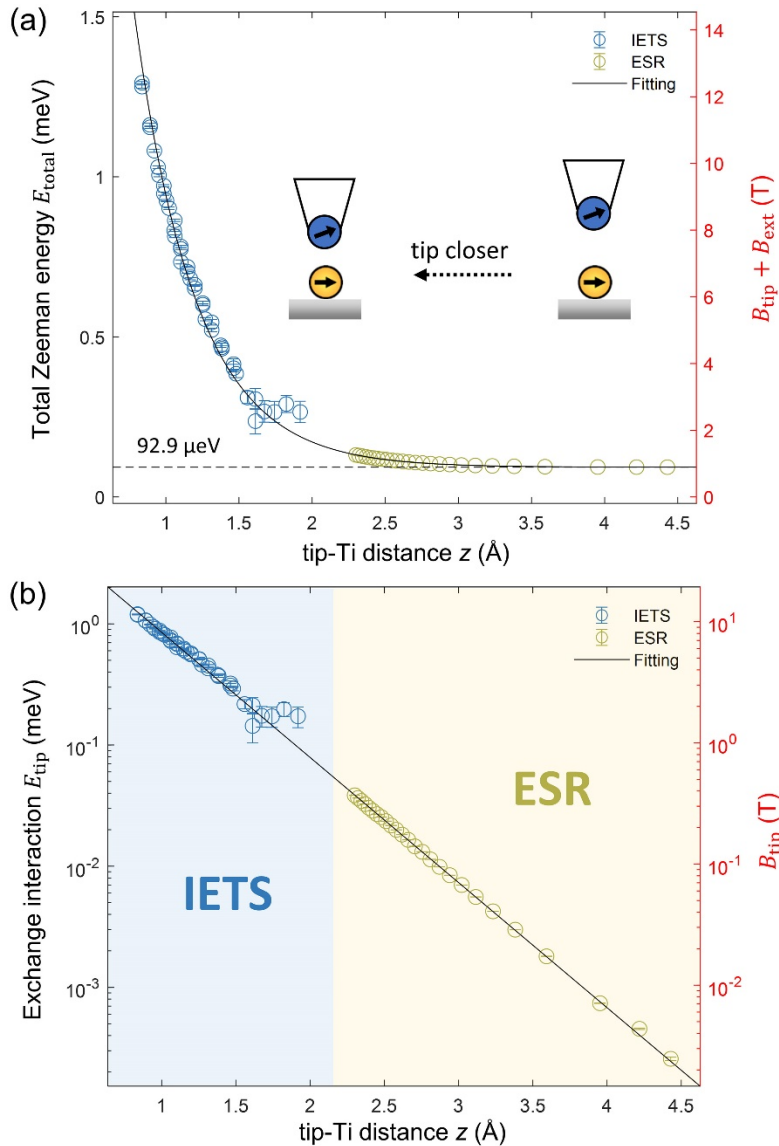 (a)
IETS
ESR
Fitting
tip closer
92.9 μeV
Total Zeeman energy E_total (meV)
0
0.5
1
1.5
B_tip + B_ext (T)
0
2
4
6
8
10
12
14
1
1.5
2
2.5
3
3.5
4
4.5
tip-Ti distance z (Å)
(b)
IETS
ESR
Fitting
IETS
ESR
Exchange interaction E_tip (meV)
10^0
10^-1
10^-2
10^-3
B_tip (T)
10^1
10^0
10^-1
10^-2
1
1.5
2
2.5
3
3.5
4
4.5
tip-Ti distance z (Å)